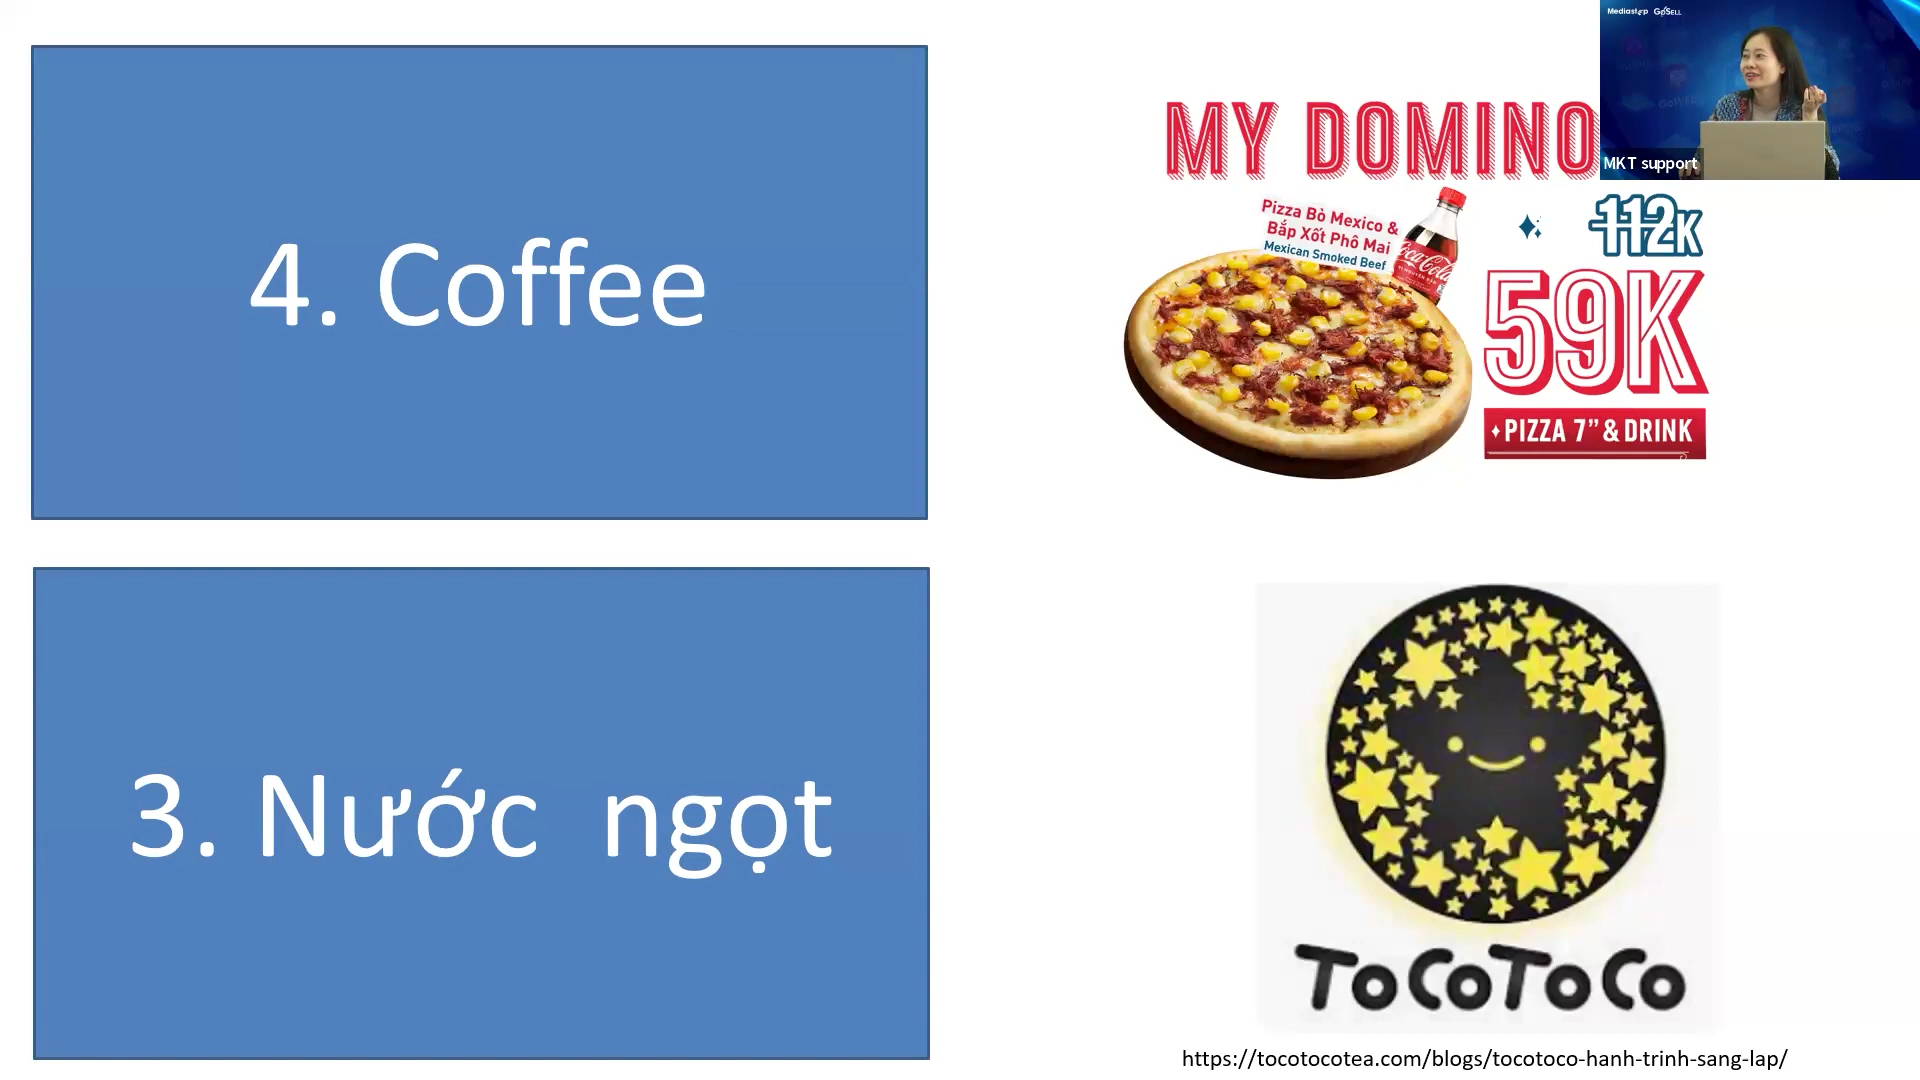 4. Coffee
3. Nước ngọt
MY DOMINO
Pizza Bò Mexico &
Bắp Xốt Phô Mai
Mexican Smoked Beef
Coca-Cola
112K
59K
PIZZA 7” & DRINK
TOCOTOCO
https://tocotocotea.com/blogs/tocotoco-hanh-trinh-sang-lap/
Mediastep GoSELL
MKT support